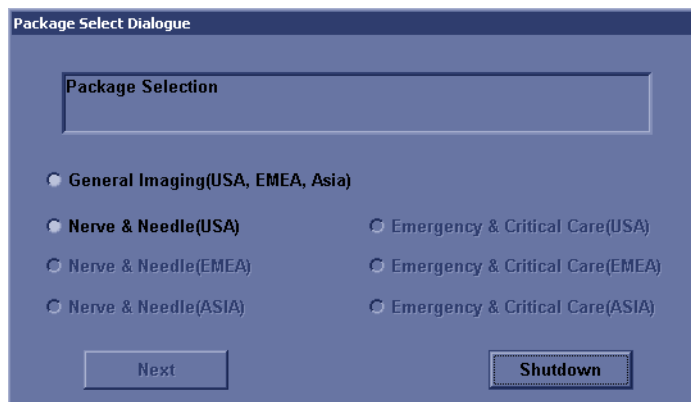 Package Select Dialogue
Package Selection
General Imaging(USA, EMEA, Asia)
Nerve & Needle(USA)
Emergency & Critical Care(USA)
Nerve & Needle(EMEA)
Emergency & Critical Care(EMEA)
Nerve & Needle(ASIA)
Emergency & Critical Care(ASIA)
Next
Shutdown